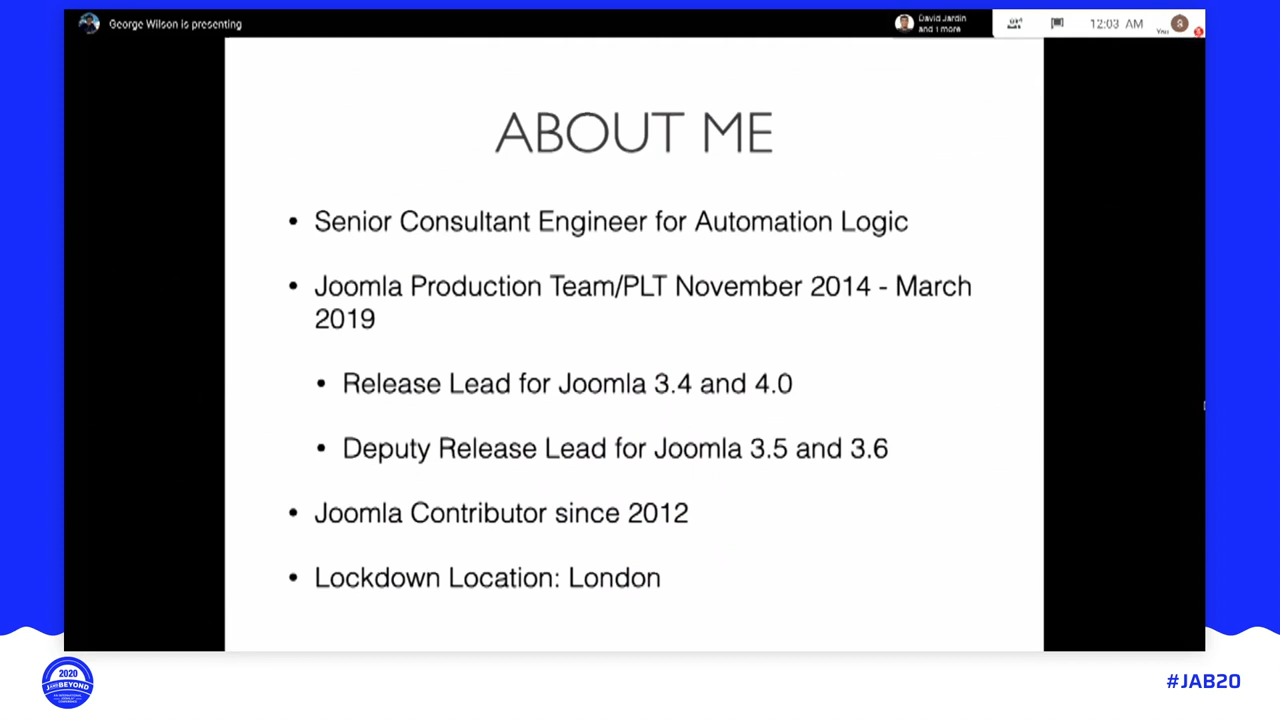 George Wilson is presenting
David Jardin
and 1 more
12:03 AM
You
S
ABOUT ME
• Senior Consultant Engineer for Automation Logic
• Joomla Production Team/PLT November 2014 - March
2019
• Release Lead for Joomla 3.4 and 4.0
• Deputy Release Lead for Joomla 3.5 and 3.6
• Joomla Contributor since 2012
• Lockdown Location: London
2020
BEYOND
#JAB20